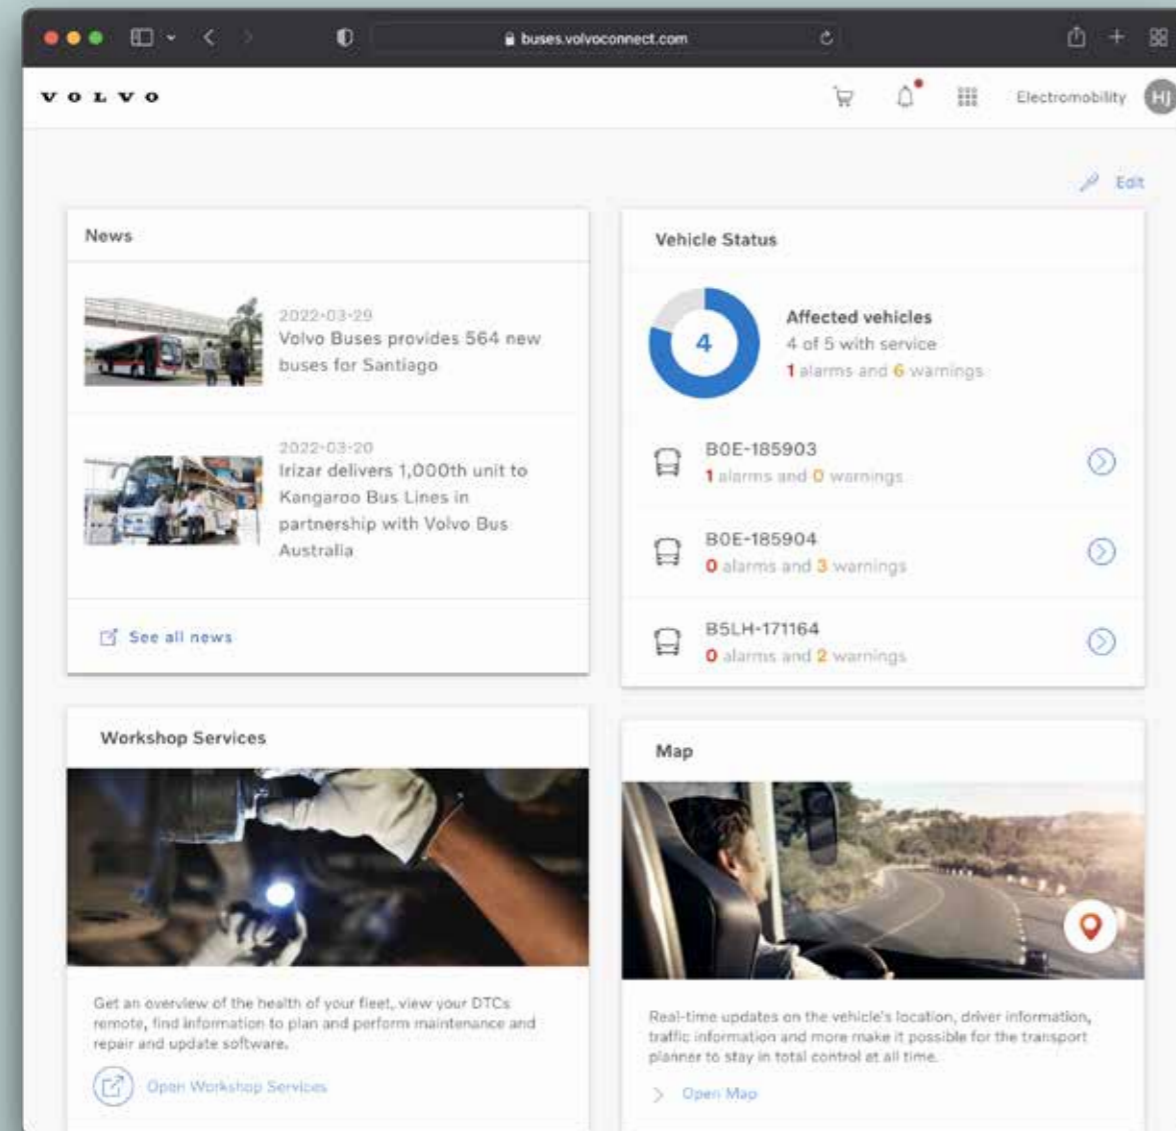 buses.volvoconnect.com
VOLVO
Electromobility
HJ
Edit
News
2022-03-29
Volvo Buses provides 564 new
buses for Santiago
2022-03-20
Irizar delivers 1,000th unit to
Kangaroo Bus Lines in
partnership with Volvo Bus
Australia
See all news
Vehicle Status
4
Affected vehicles
4 of 5 with service
1 alarms and 6 warnings
B0E-185903
1 alarms and 0 warnings
B0E-185904
0 alarms and 3 warnings
B5LH-171164
0 alarms and 2 warnings
Workshop Services
Get an overview of the health of your fleet, view your DTCs
remote, find information to plan and perform maintenance and
repair and update software.
Open Workshop Services
Map
Real-time updates on the vehicle's location, driver information,
traffic information and more make it possible for the transport
planner to stay in total control at all time.
Open Map